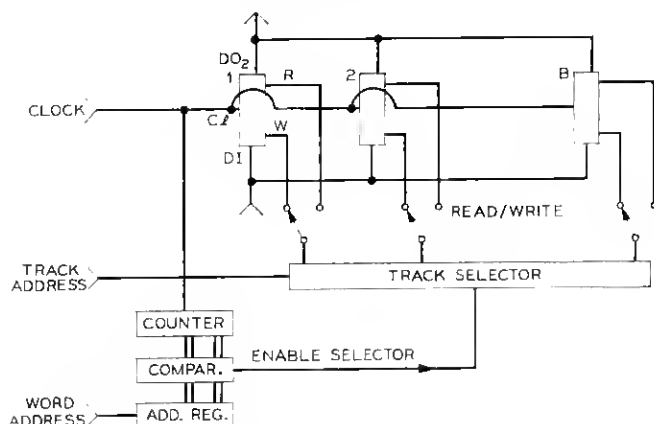 DO2
1
R
2
B
CLOCK
Cl
W
DI
READ/WRITE
TRACK
ADDRESS
TRACK SELECTOR
COUNTER
ENABLE SELECTOR
COMPAR.
WORD
ADDRESS
ADD. REG.